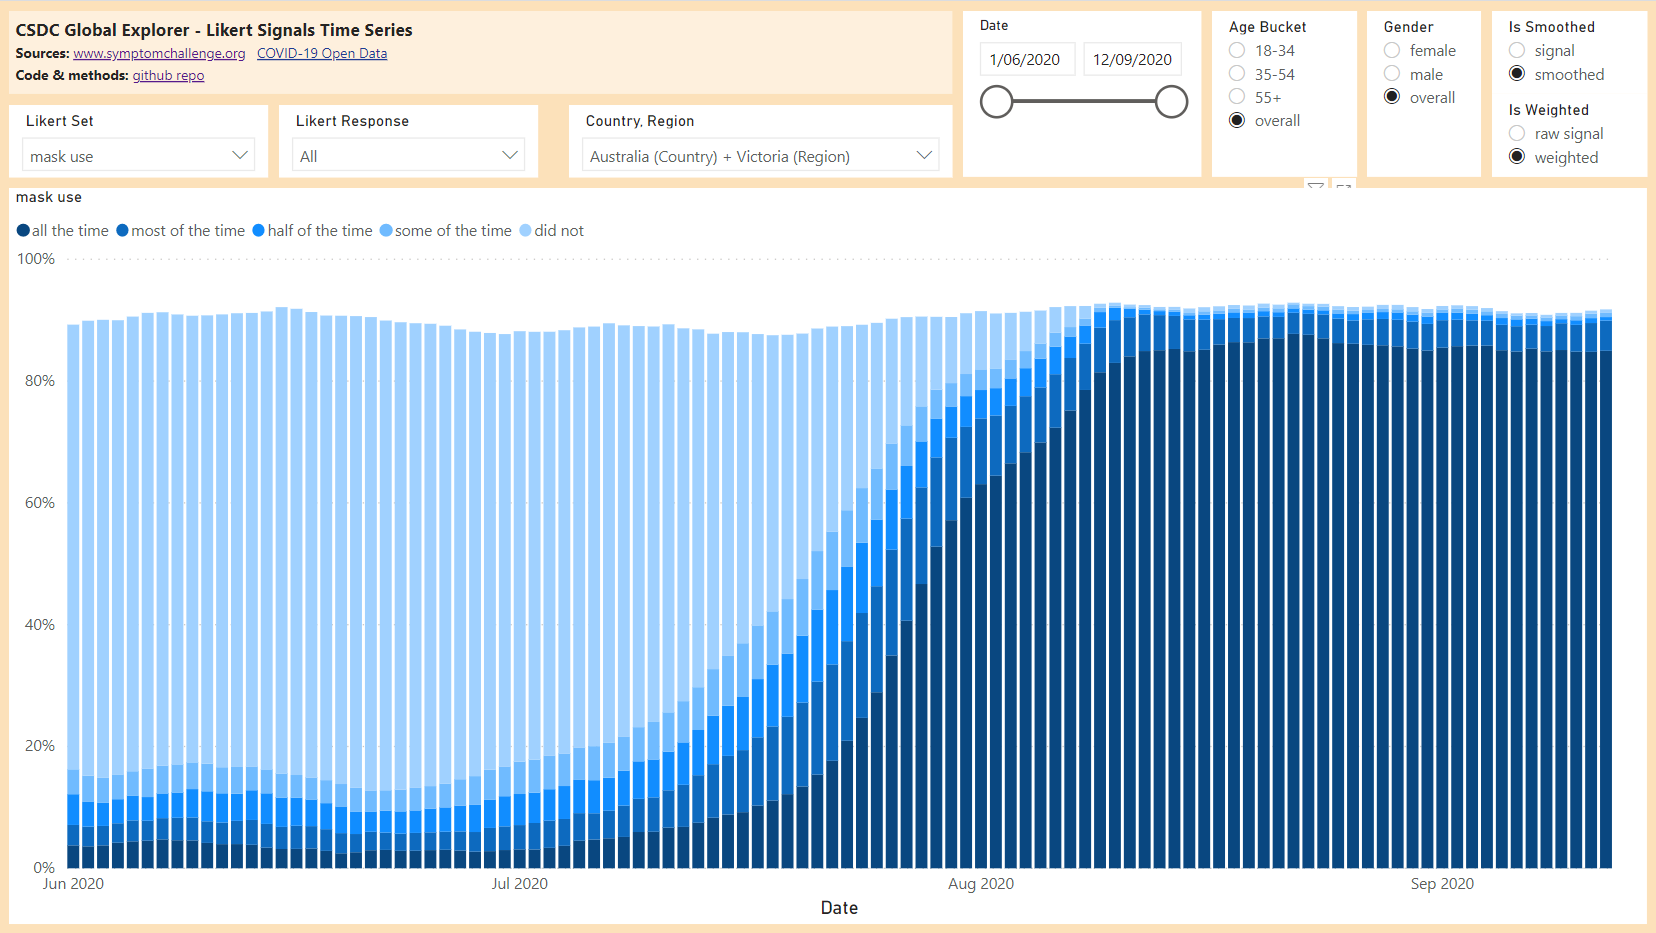 CSDC Global Explorer - Likert Signals Time Series
Sources: www.symptomchallenge.org COVID-19 Open Data
Code & methods: github repo
Likert Set
mask use
Likert Response
All
Country, Region
Australia (Country) + Victoria (Region)
Date
1/06/2020 12/09/2020
Age Bucket
18-34
35-54
55+
overall
Gender
female
male
overall
Is Smoothed
signal
smoothed
Is Weighted
raw signal
weighted
mask use
all the time most of the time half of the time some of the time did not
100%
80%
60%
40%
20%
0%
Jun 2020 Jul 2020 Aug 2020 Sep 2020
Date